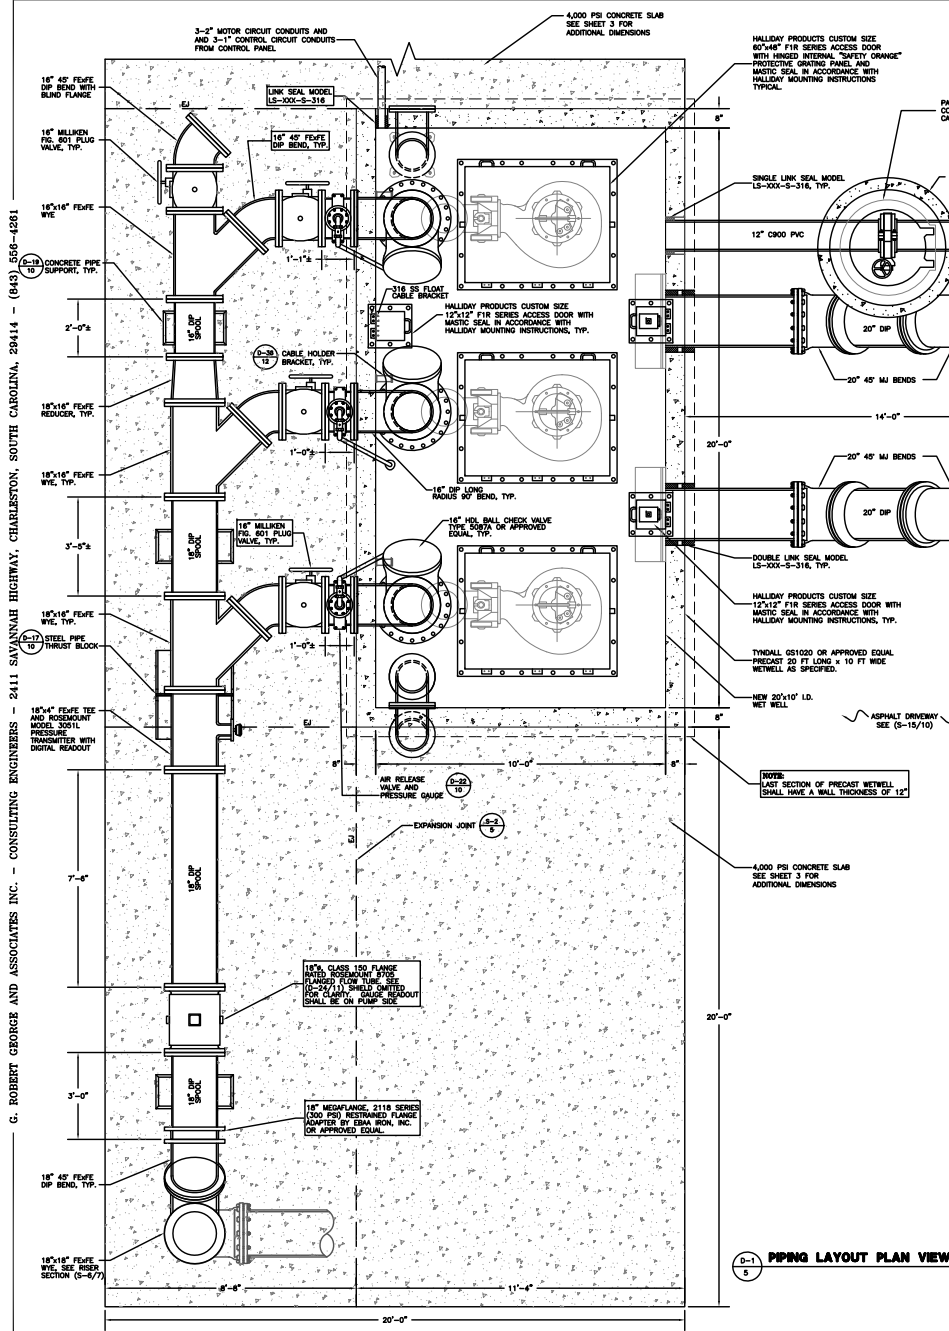 3-2" MOTOR CIRCUIT CONDUITS AND
AND 3-1" CONTROL CIRCUIT CONDUITS
FROM CONTROL PANEL
4,000 PSI CONCRETE SLAB
SEE SHEET 3 FOR
ADDITIONAL DIMENSIONS
HALLIDAY PRODUCTS CUSTOM SIZE
60"x48" F1R SERIES ACCESS DOOR
WITH HINGED INTERNAL "SAFETY ORANGE"
PROTECTIVE GRATING PANEL AND
MASTIC SEAL IN ACCORDANCE WITH
HALLIDAY MOUNTING INSTRUCTIONS
TYPICAL.
16" 45° FExFE
DIP BEND WITH
BLIND FLANGE
EJ
LINK SEAL MODEL
LS-XXX-S-316
8"
16" MILLIKEN
FIG. 601 PLUG
VALVE, TYP.
16" 45° FExFE
DIP BEND, TYP.
SINGLE LINK SEAL MODEL
LS-XXX-S-316, TYP.
16"x16" FExFE
WYE
12" C900 PVC
D-19
10
CONCRETE PIPE
SUPPORT, TYP.
1'-1"±
316 SS FLOAT
CABLE BRACKET
HALLIDAY PRODUCTS CUSTOM SIZE
12"x12" F1R SERIES ACCESS DOOR WITH
MASTIC SEAL IN ACCORDANCE WITH
HALLIDAY MOUNTING INSTRUCTIONS, TYP.
2'-0"±
16" DIP
SPOOL
20" DIP
D-38
12
CABLE HOLDER
BRACKET, TYP.
20" 45° MJ BENDS
18"x16" FExFE
REDUCER, TYP.
14'-0"
20'-0"
1'-0"±
20" 45° MJ BENDS
18"x16" FExFE
WYE, TYP.
16" DIP LONG
RADIUS 90° BEND, TYP.
16" MILLIKEN
FIG. 601 PLUG
VALVE, TYP.
16" HDL BALL CHECK VALVE
TYPE 5087A OR APPROVED
EQUAL, TYP.
20" DIP
3'-5"±
18" DIP
SPOOL
DOUBLE LINK SEAL MODEL
LS-XXX-S-316, TYP.
HALLIDAY PRODUCTS CUSTOM SIZE
12"x12" F1R SERIES ACCESS DOOR WITH
MASTIC SEAL IN ACCORDANCE WITH
HALLIDAY MOUNTING INSTRUCTIONS, TYP.
18"x16" FExFE
WYE, TYP.
D-17
10
STEEL PIPE
THRUST BLOCK
1'-0"±
TYNDALL GS1020 OR APPROVED EQUAL
PRECAST 20 FT LONG x 10 FT WIDE
WETWELL AS SPECIFIED.
NEW 20'x10' I.D.
WET WELL
18"x4" FExFE TEE
AND ROSEMOUNT
MODEL 3051L
PRESSURE
TRANSMITTER WITH
DIGITAL READOUT
EJ
8"
ASPHALT DRIVEWAY
SEE (S-15/10)
8"
10'-0"
8"
AIR RELEASE
VALVE AND
PRESSURE GAUGE
D-22
10
NOTE:
LAST SECTION OF PRECAST WETWELL
SHALL HAVE A WALL THICKNESS OF 12"
EXPANSION JOINT
S-2
5
EJ
7'-6"
18" DIP
SPOOL
4,000 PSI CONCRETE SLAB
SEE SHEET 3 FOR
ADDITIONAL DIMENSIONS
18"ø, CLASS 150 FLANGE
RATED ROSEMOUNT 8705
FLANGED FLOW TUBE. SEE
(D-24/11) SHIELD OMITTED
FOR CLARITY. GAUGE READOUT
SHALL BE ON PUMP SIDE
20'-0"
3'-0"
18" DIP
SPOOL
18" MEGAFLANGE, 2118 SERIES
(300 PSI) RESTRAINED FLANGE
ADAPTER BY EBAA IRON, INC.
OR APPROVED EQUAL.
18" 45° FExFE
DIP BEND, TYP.
18"x18" FExFE
WYE, SEE RISER
SECTION (S-6/7)
8'-8"
11'-4"
20'-0"
D-1
5
PIPING LAYOUT PLAN VIEW
G. ROBERT GEORGE AND ASSOCIATES INC. - CONSULTING ENGINEERS - 2411 SAVANNAH HIGHWAY, CHARLESTON, SOUTH CAROLINA, 29414 - (843) 556-4261